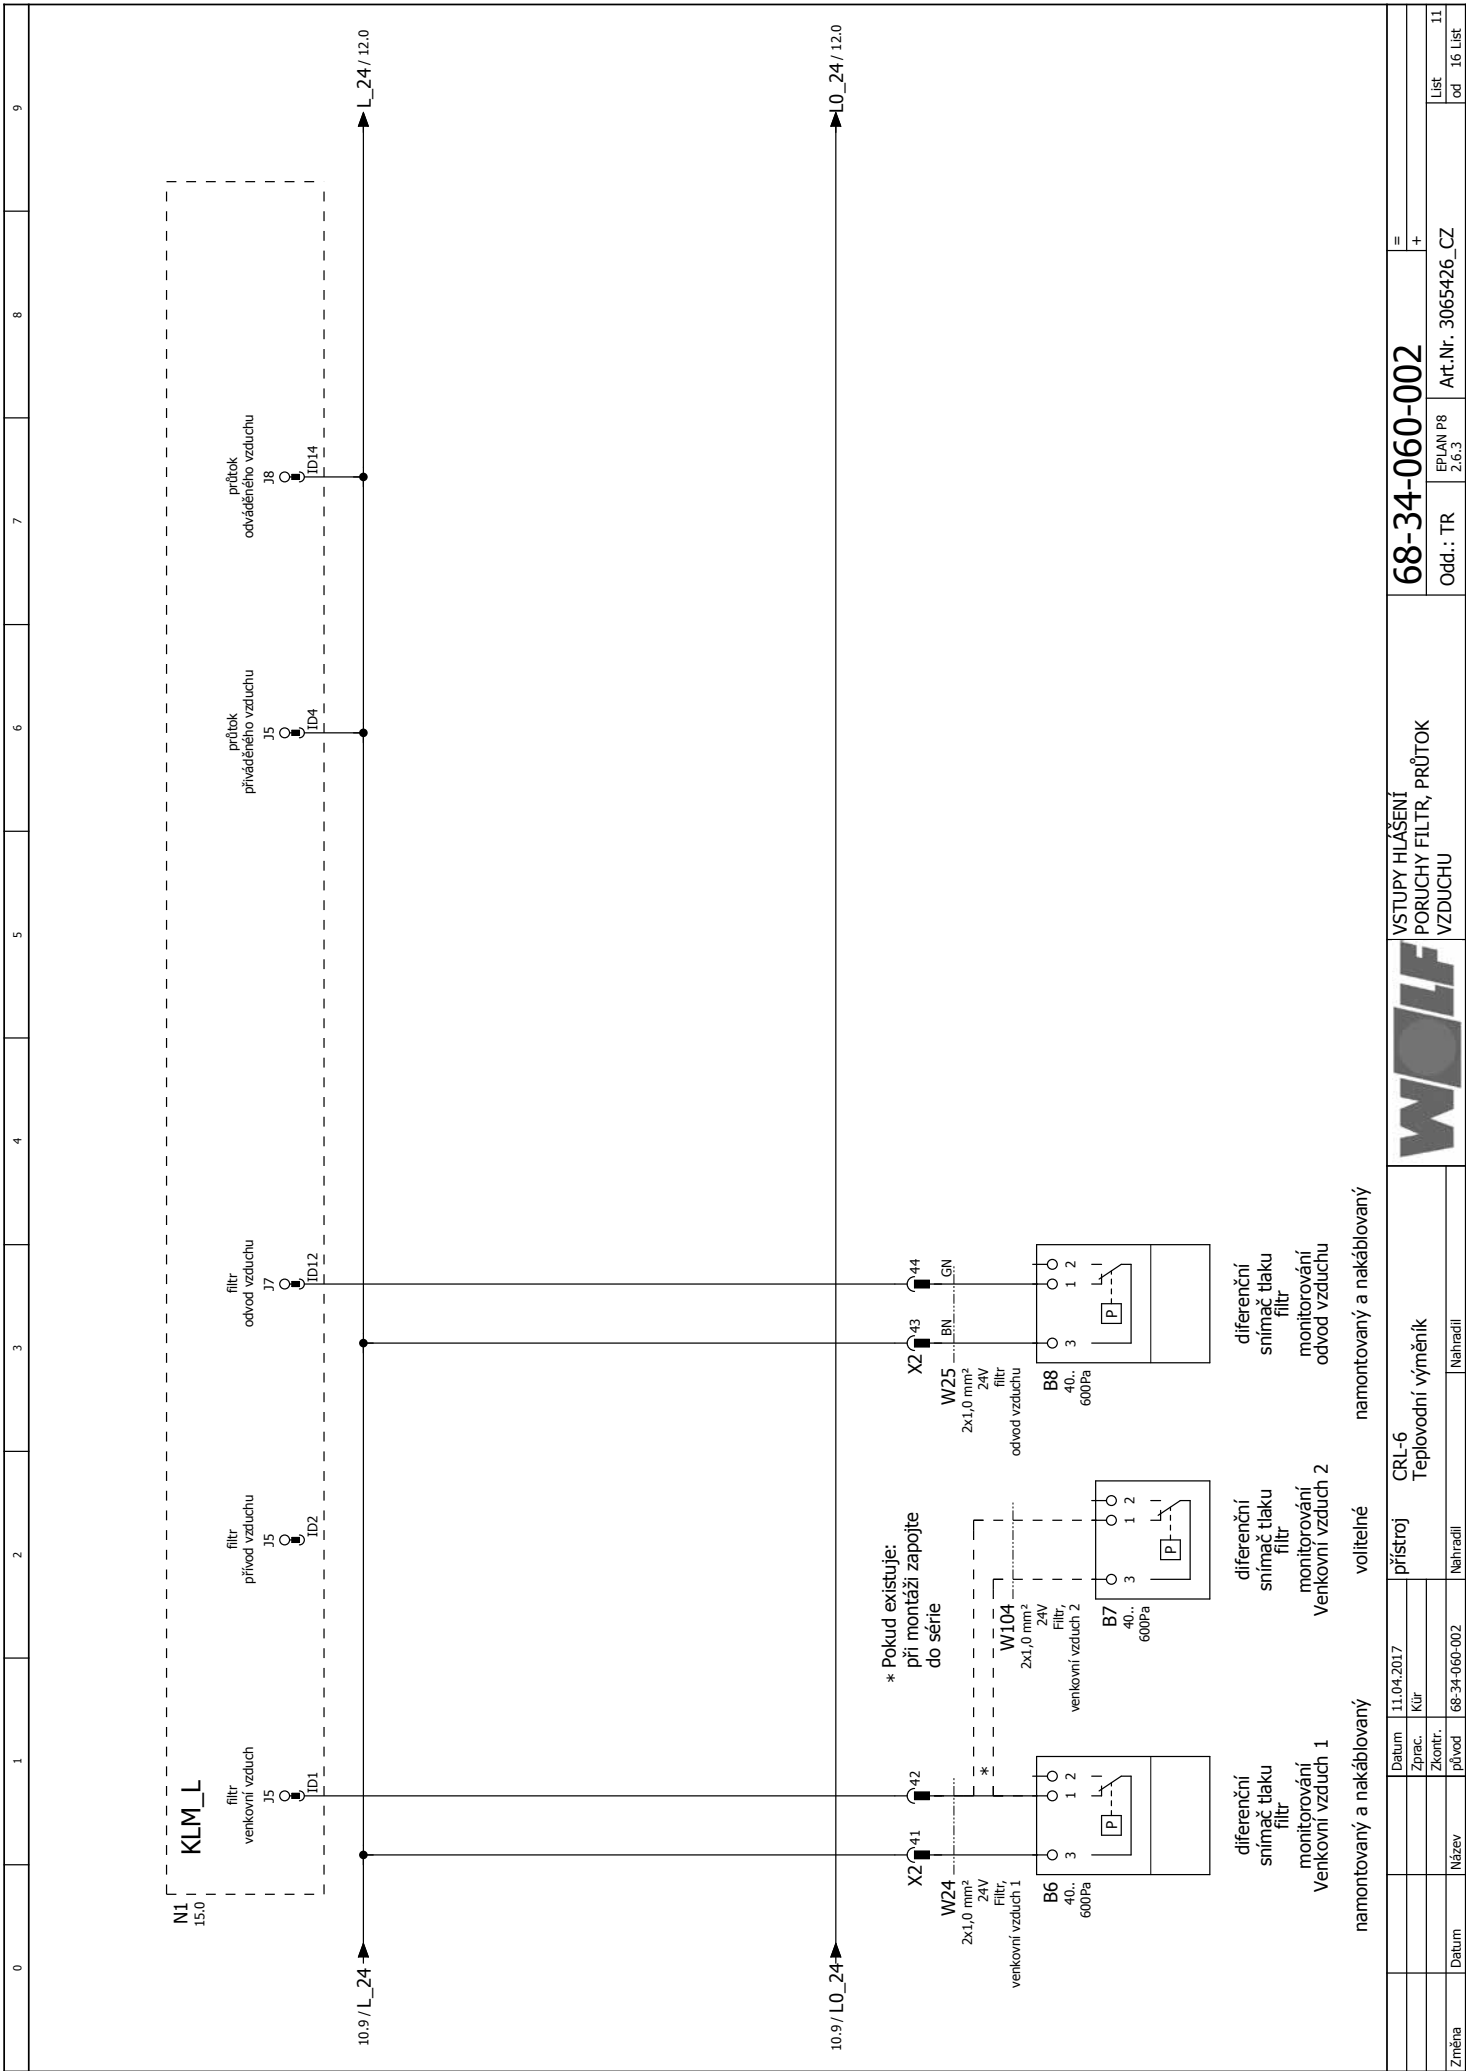 0 1 2 3 4 5 6 7 8 9
N1
15.0
KLM_L
filtr
venkovní vzduch
J5
ID1
filtr
přívod vzduchu
J5
ID2
filtr
odvod vzduchu
J7
ID12
průtok
přiváděného vzduchu
J5
ID4
průtok
odváděného vzduchu
J8
ID14
10.9 / L_24
L_24 / 12.0
10.9 / L0_24
L0_24 / 12.0
X2 41 42
W24
2x1,0 mm²
24V
Filtr,
venkovní vzduch 1
*
B6
40..
600Pa
3 1 2
P
* Pokud existuje:
při montáži zapojte
do série
W104
2x1,0 mm²
24V
Filtr,
venkovní vzduch 2
B7
40..
600Pa
3 1 2
P
X2 43 44
W25 BN GN
2x1,0 mm²
24V
filtr
odvod vzduchu
B8
40..
600Pa
3 1 2
P
diferenční
snímač tlaku
filtr
monitorování
Venkovní vzduch 1
namontovaný a nakáblovaný
diferenční
snímač tlaku
filtr
monitorování
Venkovní vzduch 2
volitelné
diferenční
snímač tlaku
filtr
monitorování
odvod vzduchu
namontovaný a nakáblovaný
Změna Datum Název
Datum 11.04.2017
Zprac. Kür
Zkontr.
původ 68-34-060-002
přístroj CRL-6
Teplovodní výměník
Nahradil Nahradil
WOLF
VSTUPY HLÁŠENÍ
PORUCHY FILTR, PRŮTOK
VZDUCHU
68-34-060-002
=
+
Odd.: TR
EPLAN P8
2.6.3
Art.Nr. 3065426_CZ
List 11
od 16 List